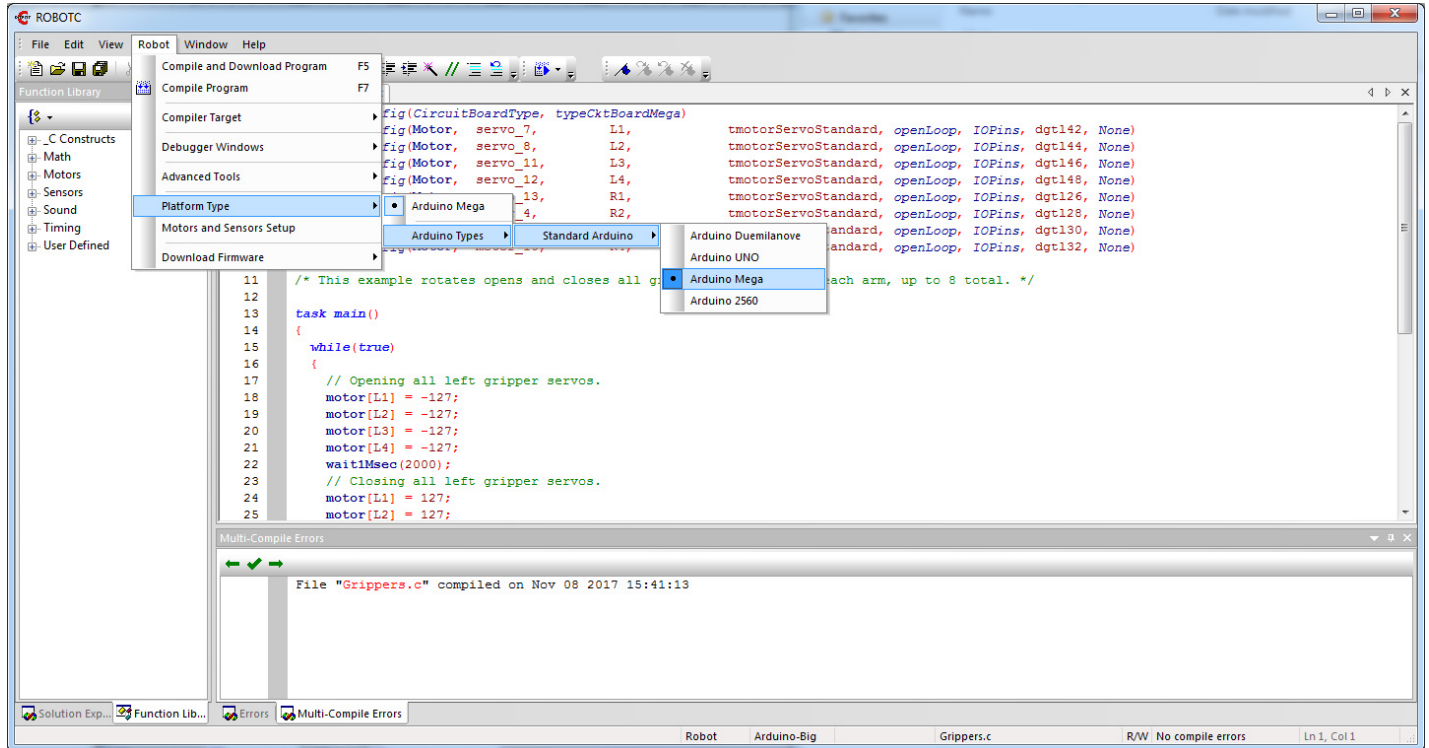 ROBOTC
File Edit View Robot Window Help
Compile and Download Program F5
Compile Program F7
Compiler Target
Debugger Windows
Advanced Tools
Platform Type
Motors and Sensors Setup
Download Firmware
Arduino Mega
Arduino Types
Standard Arduino
Arduino Duemilanove
Arduino UNO
Arduino Mega
Arduino 2560
Function Library
_C Constructs
Math
Motors
Sensors
Sound
Timing
User Defined
fig(CircuitBoardType, typeCktBoardMega)
fig(Motor, servo_7, L1, tmotorServoStandard, openLoop, IOPins, dgtl42, None)
fig(Motor, servo_8, L2, tmotorServoStandard, openLoop, IOPins, dgtl44, None)
fig(Motor, servo_11, L3, tmotorServoStandard, openLoop, IOPins, dgtl46, None)
fig(Motor, servo_12, L4, tmotorServoStandard, openLoop, IOPins, dgtl48, None)
_13, R1, tmotorServoStandard, openLoop, IOPins, dgtl26, None)
_4, R2, tmotorServoStandard, openLoop, IOPins, dgtl28, None)
andard, openLoop, IOPins, dgtl30, None)
andard, openLoop, IOPins, dgtl32, None)
11 /* This example rotates opens and closes all g ach arm, up to 8 total. */
12
13 task main()
14 {
15 while(true)
16 {
17 // Opening all left gripper servos.
18 motor[L1] = -127;
19 motor[L2] = -127;
20 motor[L3] = -127;
21 motor[L4] = -127;
22 wait1Msec(2000);
23 // Closing all left gripper servos.
24 motor[L1] = 127;
25 motor[L2] = 127;
Multi-Compile Errors
File "Grippers.c" compiled on Nov 08 2017 15:41:13
Solution Exp... Function Lib... Errors Multi-Compile Errors
Robot Arduino-Big Grippers.c R/W No compile errors Ln 1, Col 1